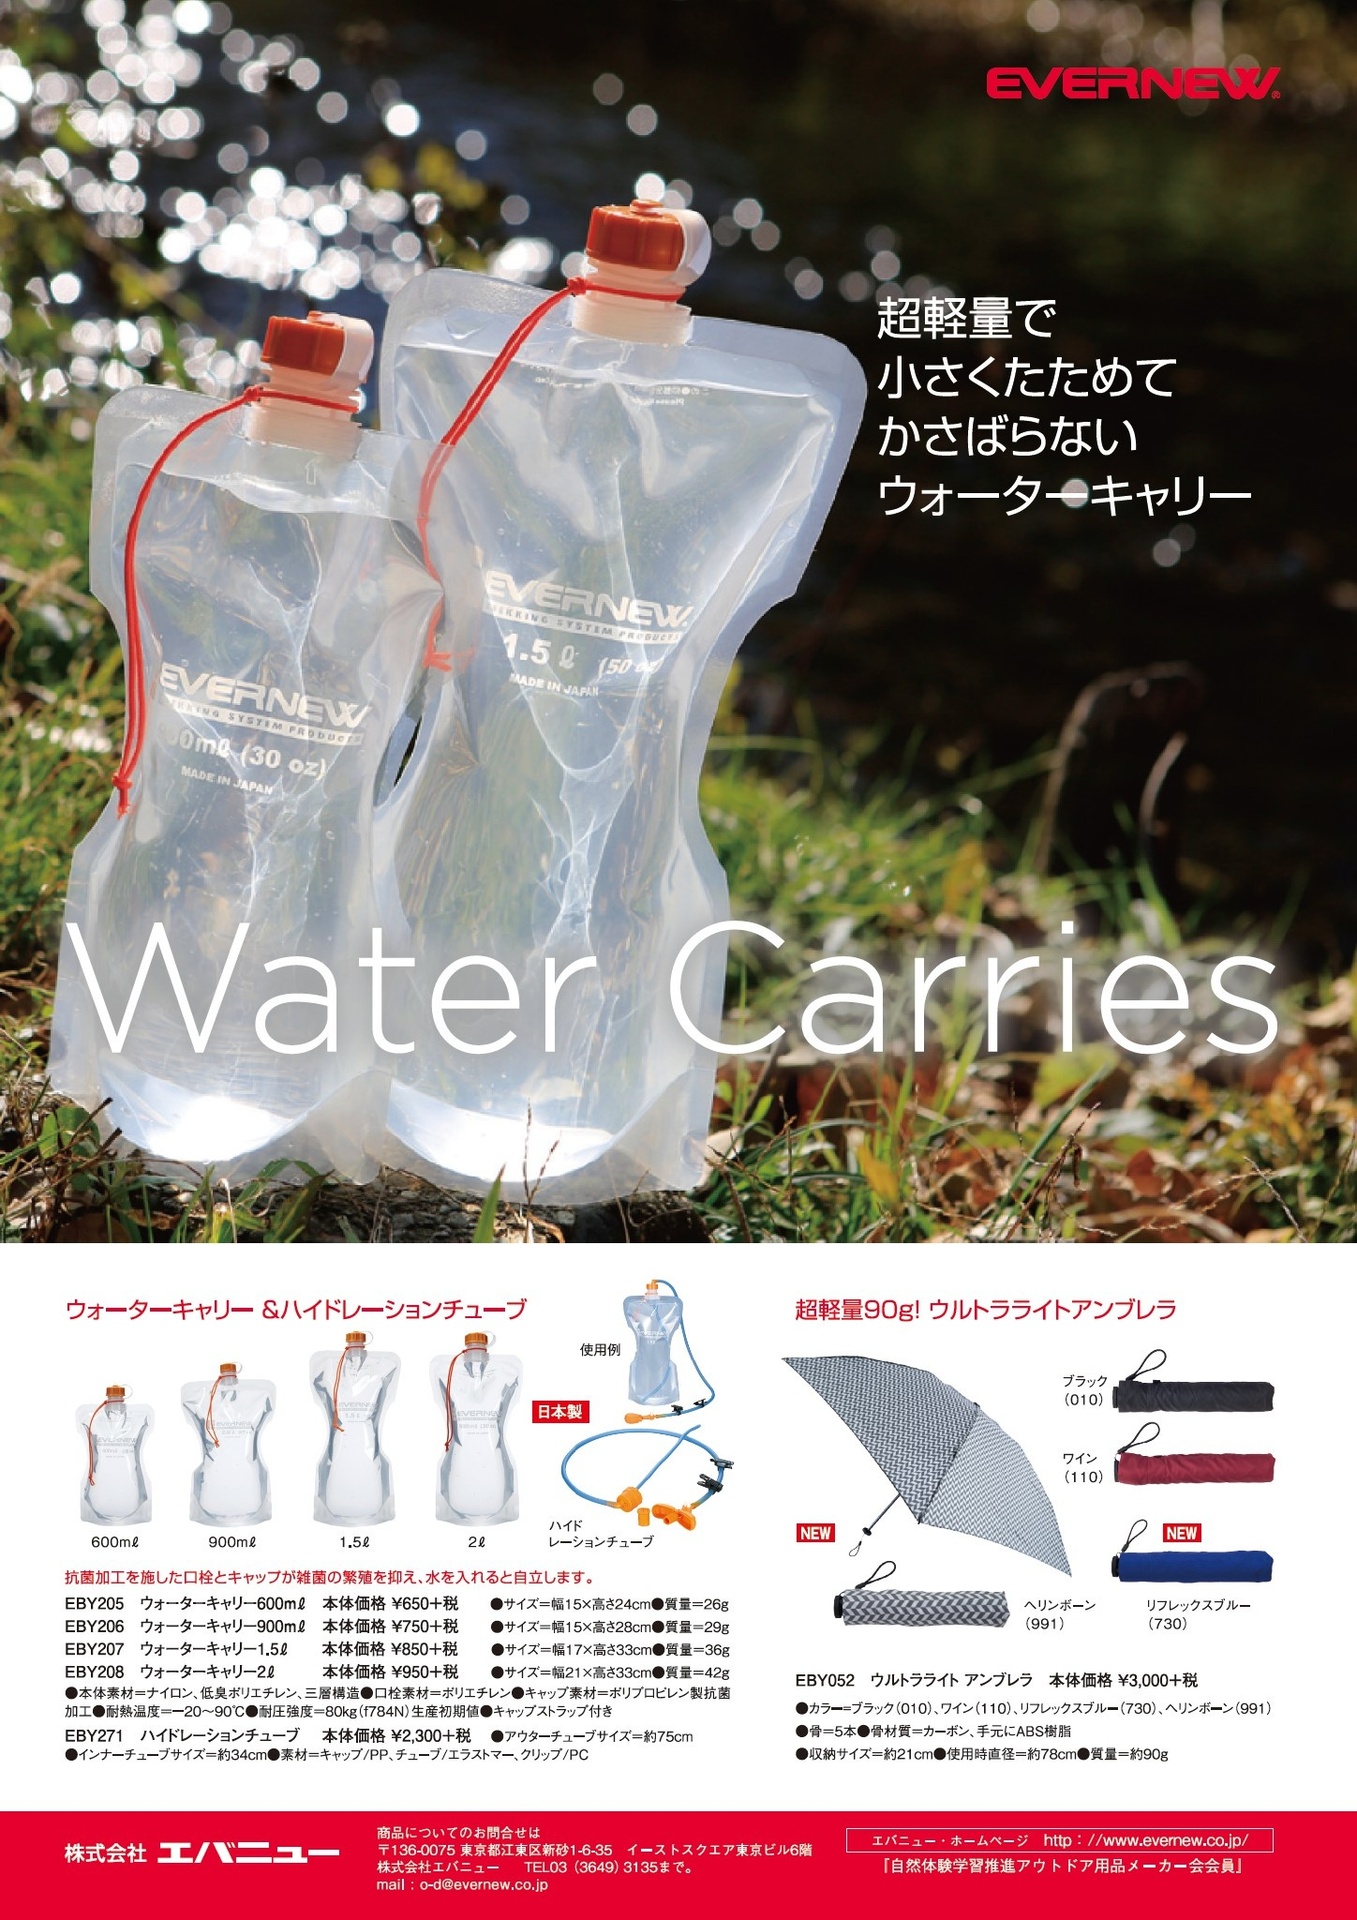 EVERNEW
超軽量で
小さくたためて
かさばらない
ウォーターキャリー
EVERNEW
1.5ℓ (50 oz)
MADE IN JAPAN
EVERNEW
(30 oz)
MADE IN JAPAN
Water Carries
ウォーターキャリー &ハイドレーションチューブ
使用例
日本製
600mℓ
900mℓ
1.5ℓ
2ℓ
ハイド
レーションチューブ
抗菌加工を施した口栓とキャップが雑菌の繁殖を抑え、水を入れると自立します。
EBY205 ウォーターキャリー600mℓ 本体価格 ¥650+税 ●サイズ=幅15×高さ24cm●質量=26g
EBY206 ウォーターキャリー900mℓ 本体価格 ¥750+税 ●サイズ=幅15×高さ28cm●質量=29g
EBY207 ウォーターキャリー1.5ℓ 本体価格 ¥850+税 ●サイズ=幅17×高さ33cm●質量=36g
EBY208 ウォーターキャリー2ℓ 本体価格 ¥950+税 ●サイズ=幅21×高さ33cm●質量=42g
●本体素材=ナイロン、低臭ポリエチレン、三層構造●口栓素材=ポリエチレン●キャップ素材=ポリプロピレン製抗菌
加工●耐熱温度=ー20〜90℃●耐圧強度=80kg(f784N)生産初期値●キャップストラップ付き
EBY271 ハイドレーションチューブ 本体価格 ¥2,300+税 ●アウターチューブサイズ=約75cm
●インナーチューブサイズ=約34cm●素材=キャップ/PP、チューブ/エラストマー、クリップ/PC
超軽量90g! ウルトラライトアンブレラ
ブラック
(010)
ワイン
(110)
NEW
NEW
ヘリンボーン
(991)
リフレックスブルー
(730)
EBY052 ウルトラライト アンブレラ 本体価格 ¥3,000+税
●カラー=ブラック(010)、ワイン(110)、リフレックスブルー(730)、ヘリンボーン(991)
●骨=5本●骨材質=カーボン、手元にABS樹脂
●収納サイズ=約21cm●使用時直径=約78cm●質量=約90g
株式会社 エバニュー
商品についてのお問合せは
〒136-0075 東京都江東区新砂1-6-35 イーストスクエア東京ビル6階
株式会社エバニュー TEL03 (3649) 3135まで。
mail : o-d@evernew.co.jp
エバニュー・ホームページ http : //www.evernew.co.jp/
『自然体験学習推進アウトドア用品メーカー会会員』